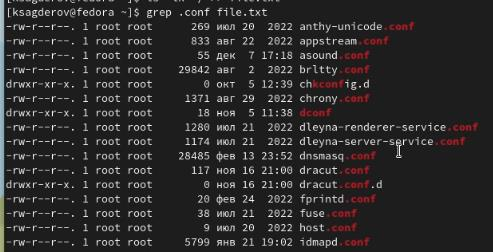 [ksagderov@fedora ~]$ grep .conf file.txt
-rw-r--r--. 1 root root 269 июл 20 2022 anthy-unicode.conf
-rw-r--r--. 1 root root 833 авг 22 2022 appstream.conf
-rw-r--r--. 1 root root 55 дек 7 17:18 asound.conf
-rw-r--r--. 1 root root 29842 авг 2 2022 brltty.conf
drwxr-xr-x. 1 root root 0 окт 5 12:39 chkconfig.d
-rw-r--r--. 1 root root 1371 авг 29 2022 chrony.conf
drwxr-xr-x. 1 root root 18 ноя 5 11:38 dconf
-rw-r--r--. 1 root root 1280 июл 21 2022 dleyna-renderer-service.conf
-rw-r--r--. 1 root root 1174 июл 21 2022 dleyna-server-service.conf
-rw-r--r--. 1 root root 28485 фев 13 23:52 dnsmasq.conf
-rw-r--r--. 1 root root 117 ноя 16 21:00 dracut.conf
drwxr-xr-x. 1 root root 0 ноя 16 21:00 dracut.conf.d
-rw-r--r--. 1 root root 20 фев 24 2022 fprintd.conf
-rw-r--r--. 1 root root 38 июл 21 2022 fuse.conf
-rw-r--r--. 1 root root 9 июл 20 2022 host.conf
-rw-r--r--. 1 root root 5799 янв 21 19:02 idmapd.conf